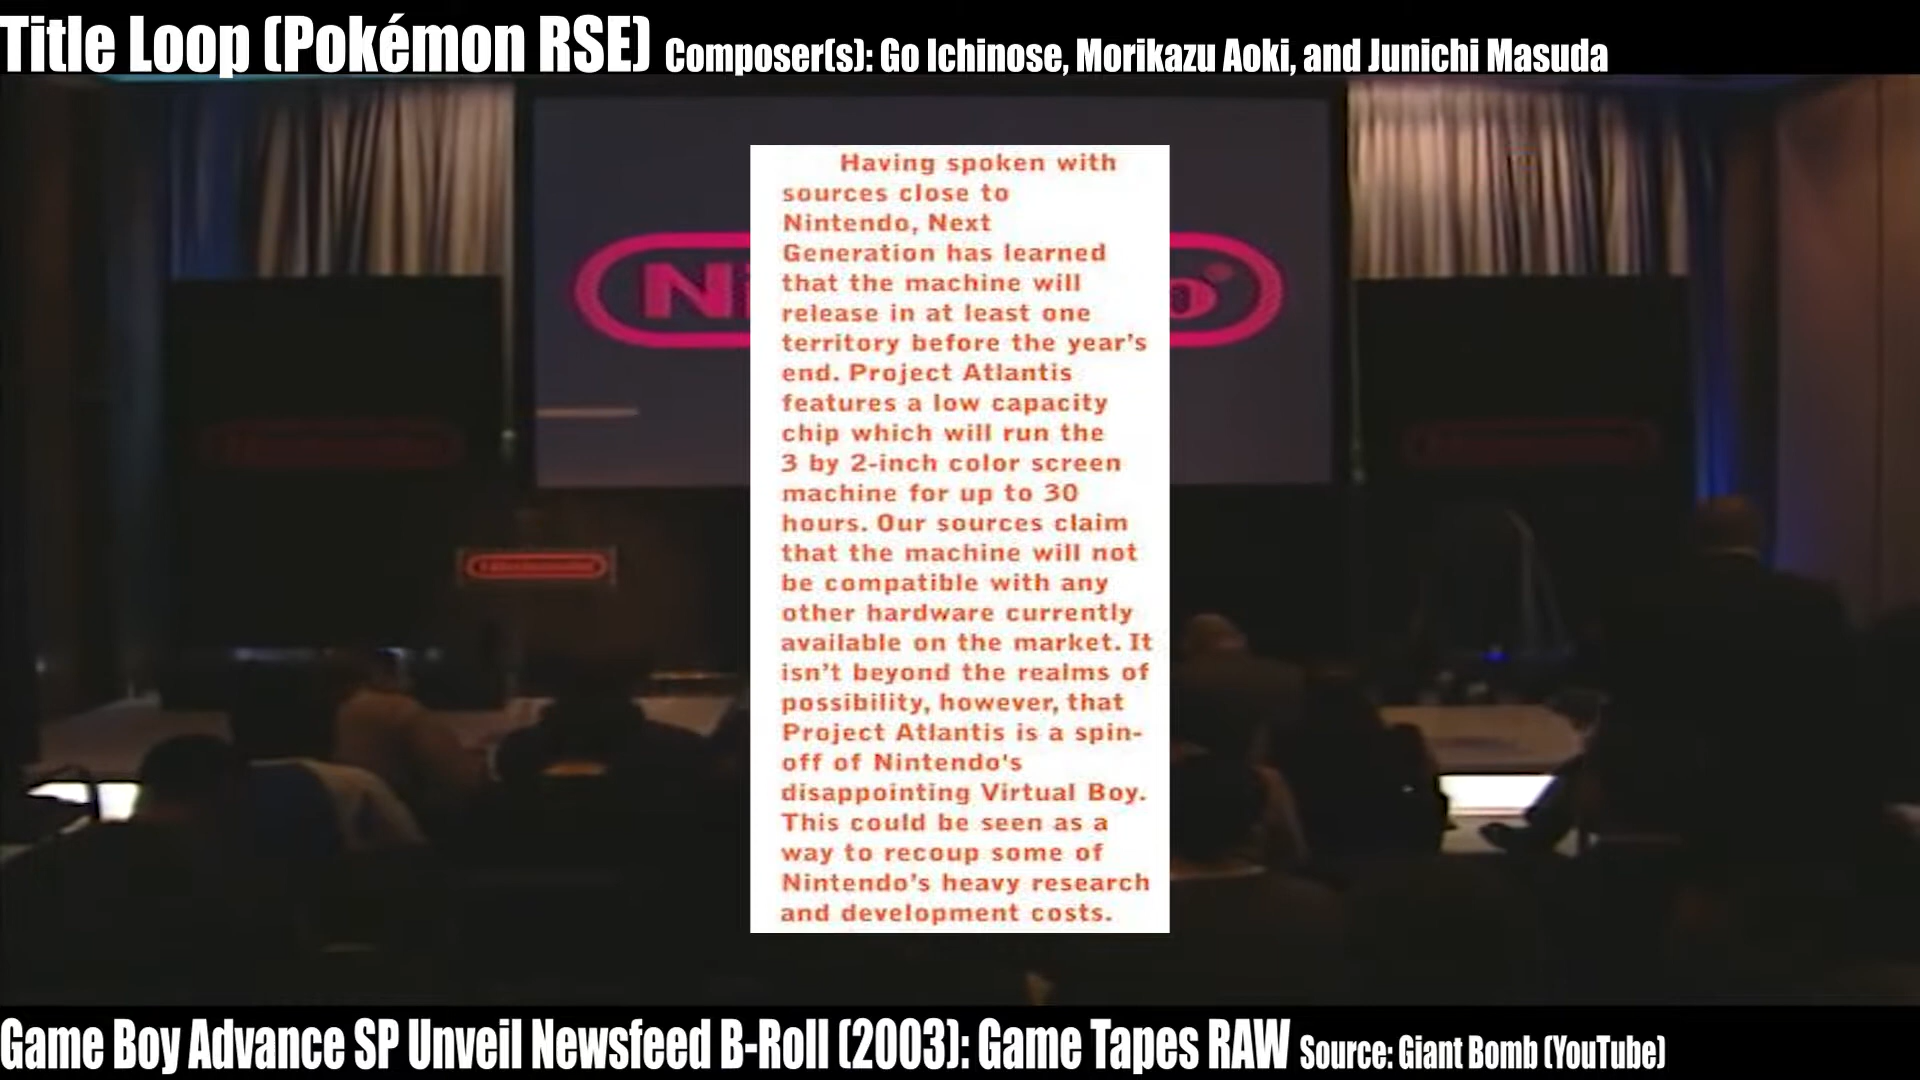 Title Loop (Pokémon RSE) Composer(s): Go Ichinose, Morikazu Aoki, and Junichi Masuda
Having spoken with
sources close to
Nintendo, Next
Generation has learned
that the machine will
release in at least one
territory before the year's
end. Project Atlantis
features a low capacity
chip which will run the
3 by 2-inch color screen
machine for up to 30
hours. Our sources claim
that the machine will not
be compatible with any
other hardware currently
available on the market. It
isn't beyond the realms of
possibility, however, that
Project Atlantis is a spin-
off of Nintendo's
disappointing Virtual Boy.
This could be seen as a
way to recoup some of
Nintendo's heavy research
and development costs.
Game Boy Advance SP Unveil Newsfeed B-Roll (2003): Game Tapes RAW Source: Giant Bomb (YouTube)